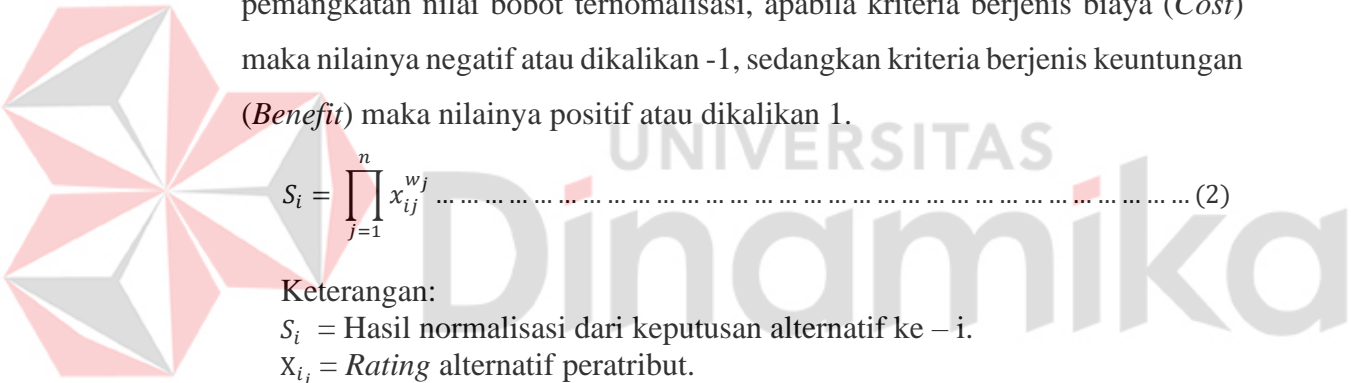 pemangkatan nilai bobot ternomalisasi, apabila kriteria berjenis biaya (Cost)
maka nilainya negatif atau dikalikan -1, sedangkan kriteria berjenis keuntungan
(Benefit) maka nilainya positif atau dikalikan 1.
UNIVERSITAS
Dinamika
S_i = ∏_{j=1}^{n} x_{ij}^{w_j} … … … … … … … … … … … … … … … … … … … … … … … … … … … … … … … (2)
Keterangan:
S_i = Hasil normalisasi dari keputusan alternatif ke – i.
X_{i_j} = Rating alternatif peratribut.